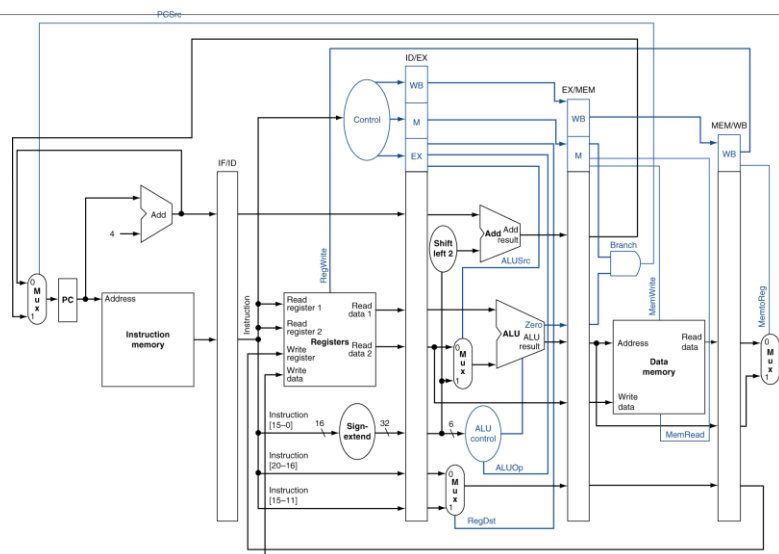 PCSrc
ID/EX
WB
EX/MEM
Control
M
WB
MEM/WB
EX
M
WB
IF/ID
Add
4
Add
Add
result
Shift
left 2
Branch
RegWrite
ALUSrc
MemWrite
MemtoReg
0
M
u
x
1
PC
Address
Instruction
memory
Instruction
Read
register 1
Read
data 1
Read
register 2
Registers
Write
register
Read
data 2
Write
data
0
M
u
x
1
Zero
ALU
ALU
result
Address
Read
data
Data
memory
Write
data
MemRead
0
M
u
x
1
Instruction
[15–0]
16
Sign-
extend
32
6
ALU
control
ALUOp
Instruction
[20–16]
Instruction
[15–11]
0
M
u
x
1
RegDst